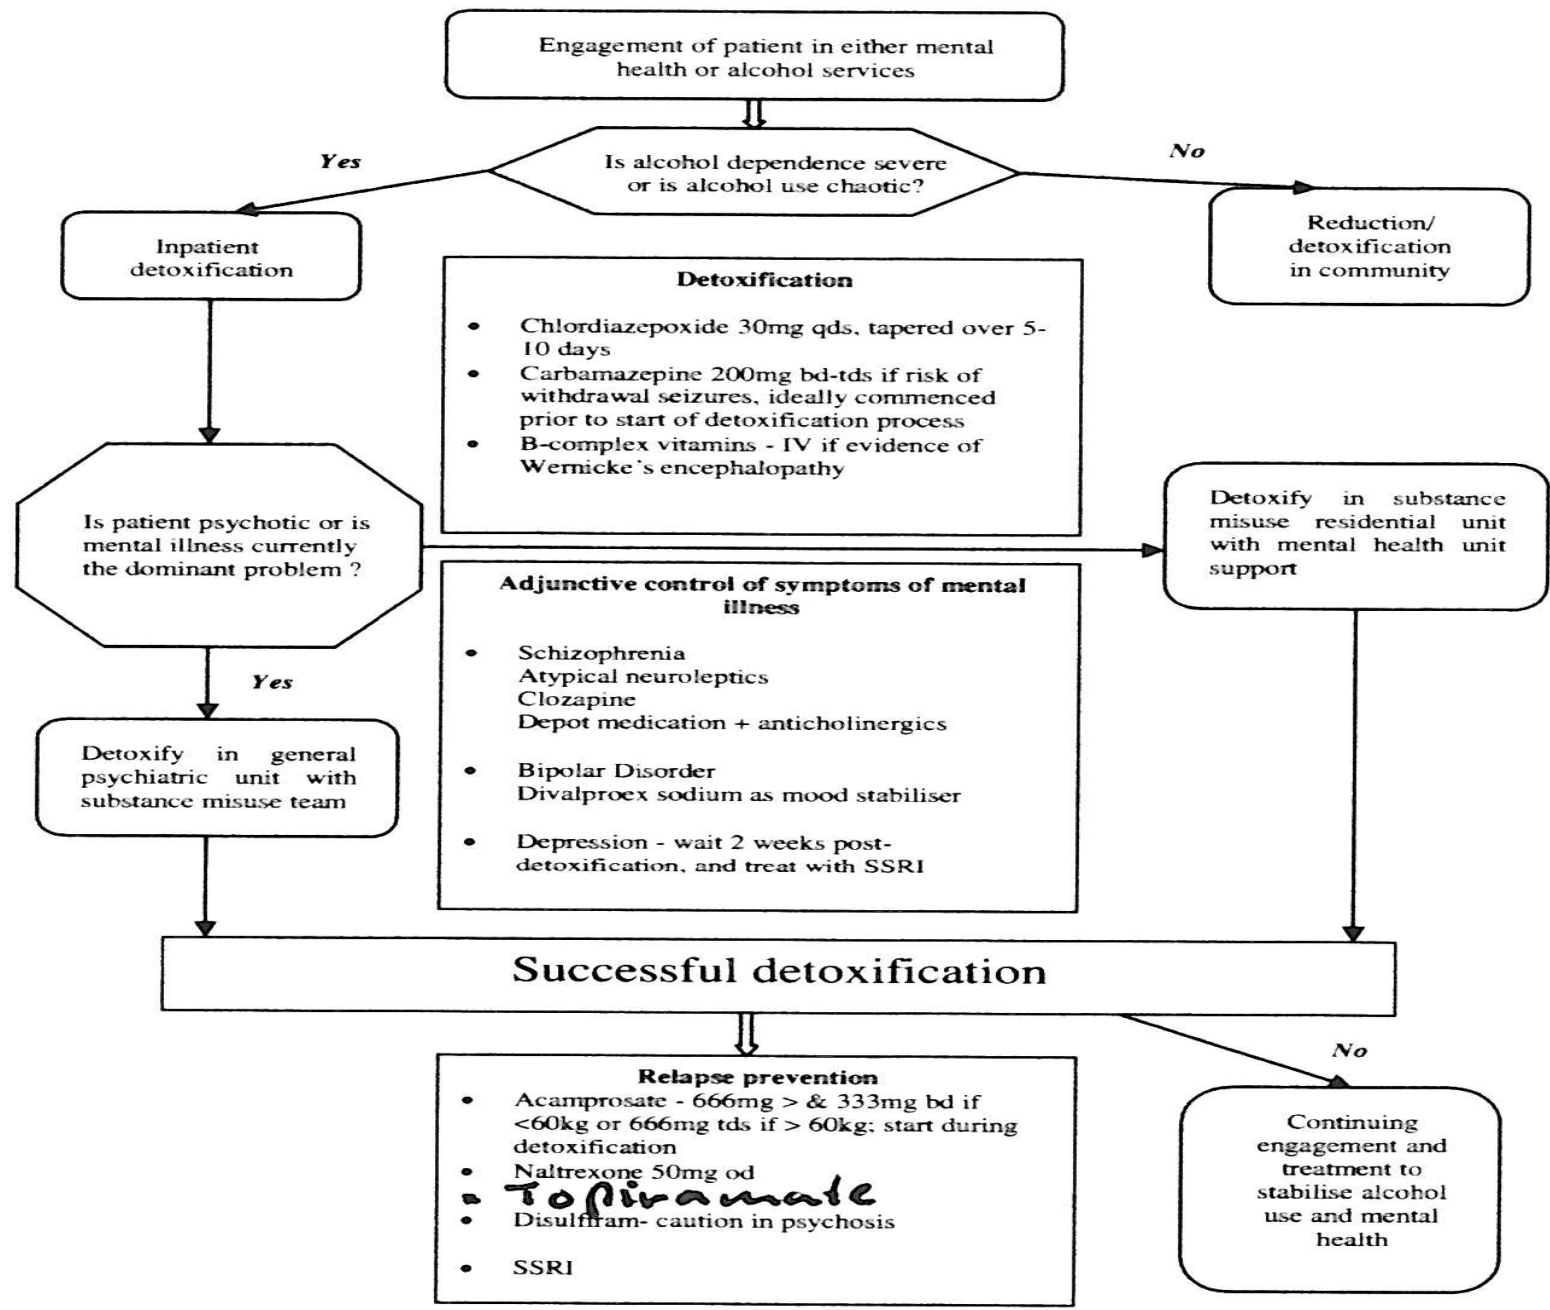 Engagement of patient in either mental
health or alcohol services
Yes
Is alcohol dependence severe
or is alcohol use chaotic?
No
Inpatient
detoxification
Reduction/
detoxification
in community
Detoxification
• Chlordiazepoxide 30mg qds, tapered over 5-
10 days
• Carbamazepine 200mg bd-tds if risk of
withdrawal seizures, ideally commenced
prior to start of detoxification process
• B-complex vitamins - IV if evidence of
Wernicke's encephalopathy
Is patient psychotic or is
mental illness currently
the dominant problem ?
Detoxify in substance
misuse residential unit
with mental health unit
support
Adjunctive control of symptoms of mental
illness
• Schizophrenia
Atypical neuroleptics
Clozapine
Depot medication + anticholinergics
• Bipolar Disorder
Divalproex sodium as mood stabiliser
• Depression - wait 2 weeks post-
detoxification, and treat with SSRI
Yes
Detoxify in general
psychiatric unit with
substance misuse team
Successful detoxification
No
Relapse prevention
• Acamprosate - 666mg > & 333mg bd if
<60kg or 666mg tds if > 60kg; start during
detoxification
• Naltrexone 50mg od
• Topiramate
• Disulfiram- caution in psychosis
• SSRI
Continuing
engagement and
treatment to
stabilise alcohol
use and mental
health